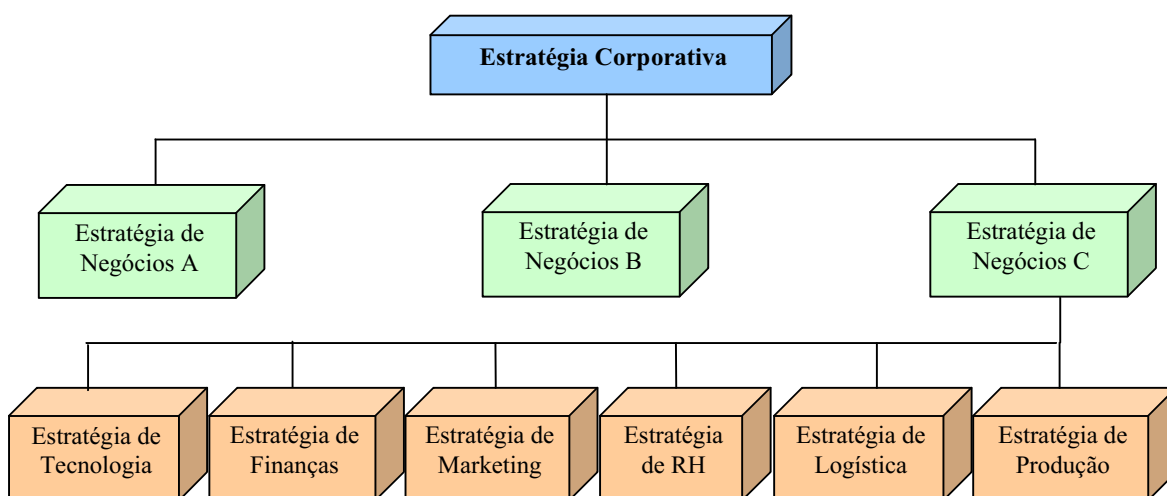 Estratégia Corporativa
Estratégia de
Negócios A
Estratégia de
Negócios B
Estratégia de
Negócios C
Estratégia de
Tecnologia
Estratégia de
Finanças
Estratégia de
Marketing
Estratégia
de RH
Estratégia de
Logística
Estratégia de
Produção